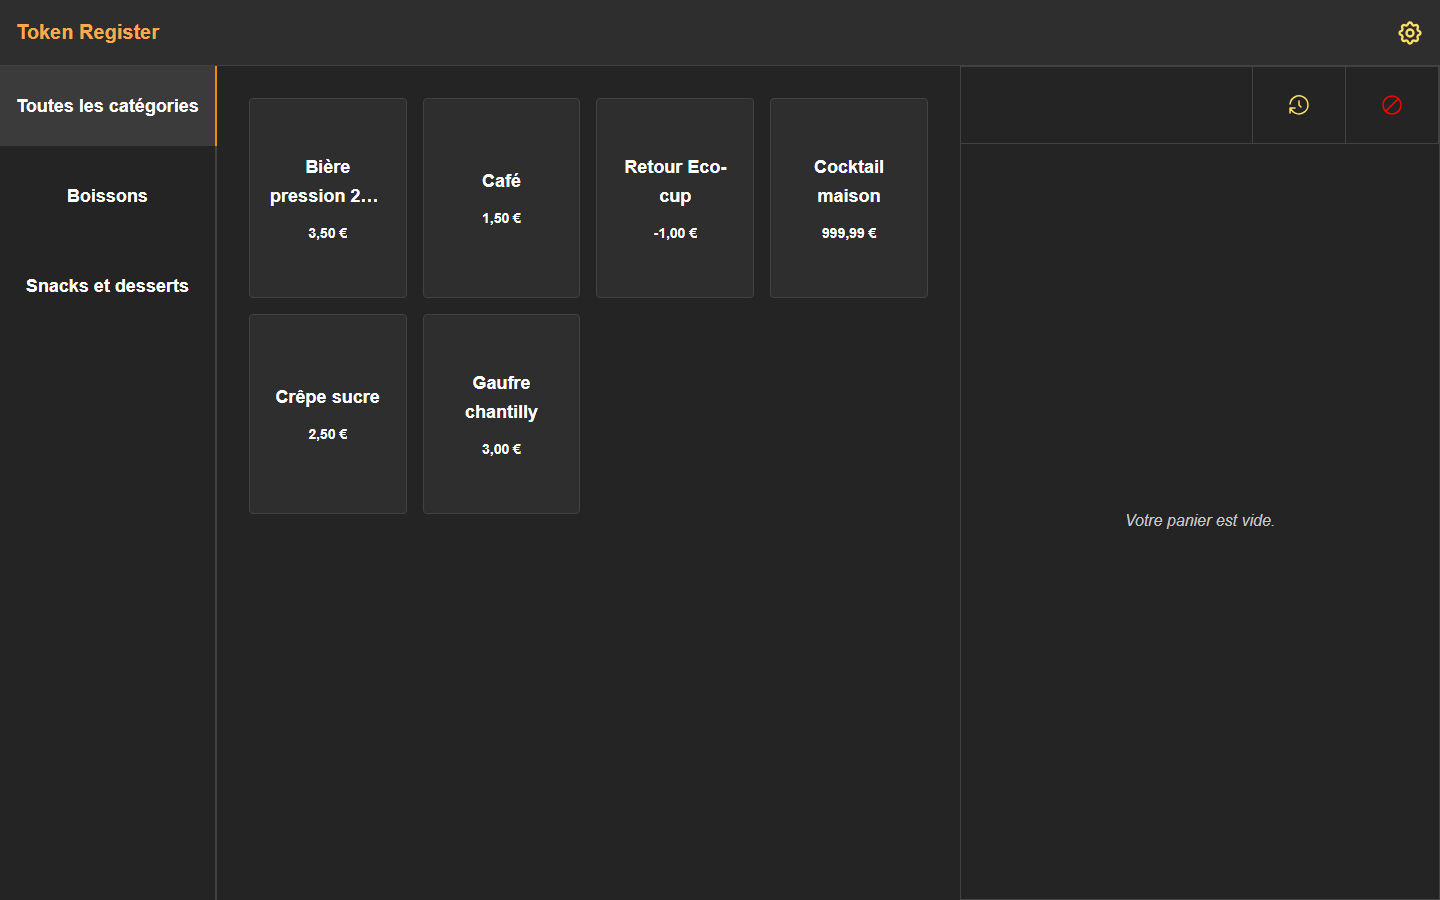 Token Register
Toutes les catégories
Boissons
Snacks et desserts
Bière
pression 2...
3,50 €
Café
1,50 €
Retour Eco-
cup
-1,00 €
Cocktail
maison
999,99 €
Crêpe sucre
2,50 €
Gaufre
chantilly
3,00 €
Votre panier est vide.